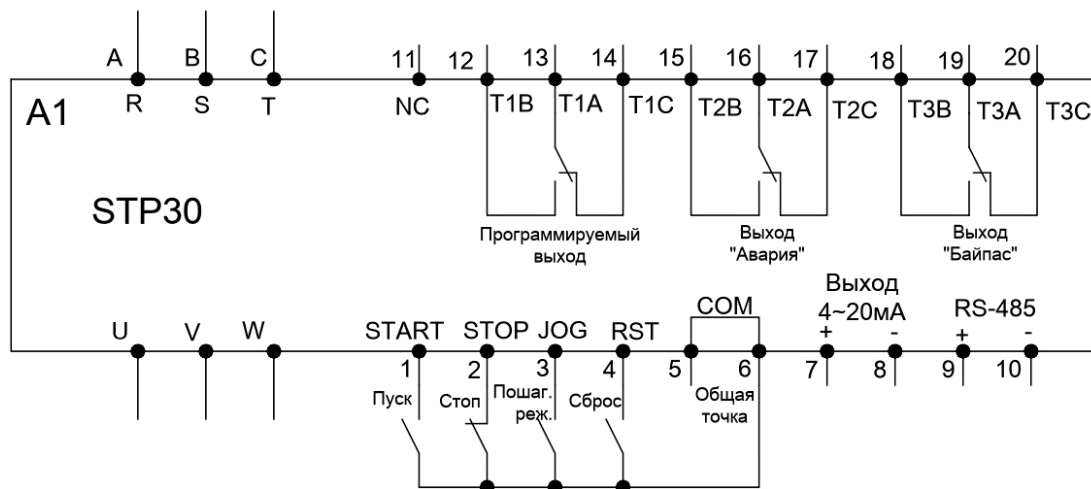 A B C 11 12 13 14 15 16 17 18 19 20
R S T NC T1B T1A T1C T2B T2A T2C T3B T3A T3C
A1
STP30
Программируемый
выход
Выход
"Авария"
Выход
"Байпас"
Выход
4~20мА
RS-485
COM
U V W START STOP JOG RST + - + -
1 2 3 4 5 6 7 8 9 10
Пуск
Стоп
Пошаг.
реж.
Сброс
Общая
точка